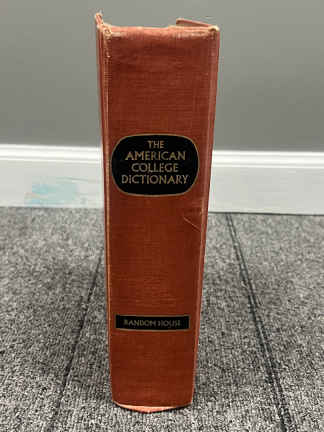 THE
AMERICAN
COLLEGE
DICTIONARY
RANDOM HOUSE